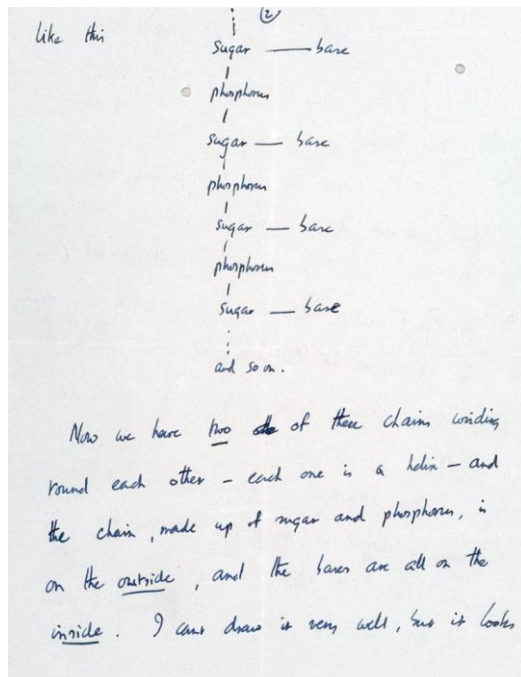 2
like this
Sugar — base
phosphorus
sugar — base
phosphorus
sugar — base
phosphorus
sugar — base
and so on.
Now we have two of these chains winding
round each other – each one is a helix – and
the chain, made up of sugar and phosphorus, is
on the outside, and the bases are all on the
inside. I can't draw it very well, but it looks